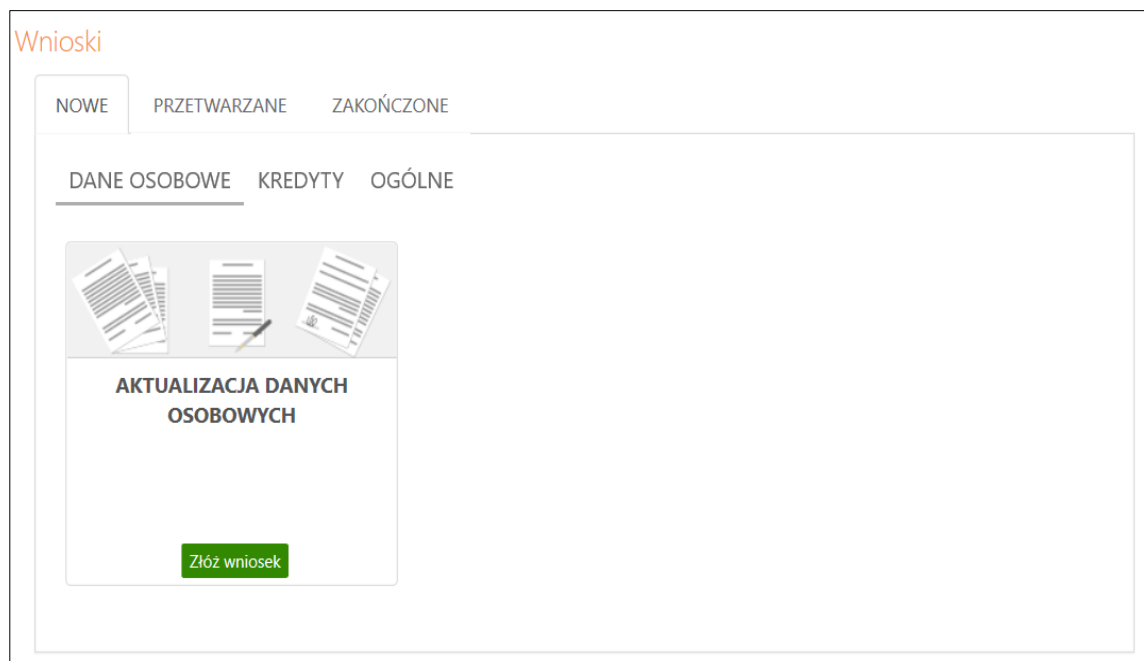 Wnioski
NOWE PRZETWARZANE ZAKOŃCZONE
DANE OSOBOWE KREDYTY OGÓLNE
AKTUALIZACJA DANYCH
OSOBOWYCH
Złóż wniosek